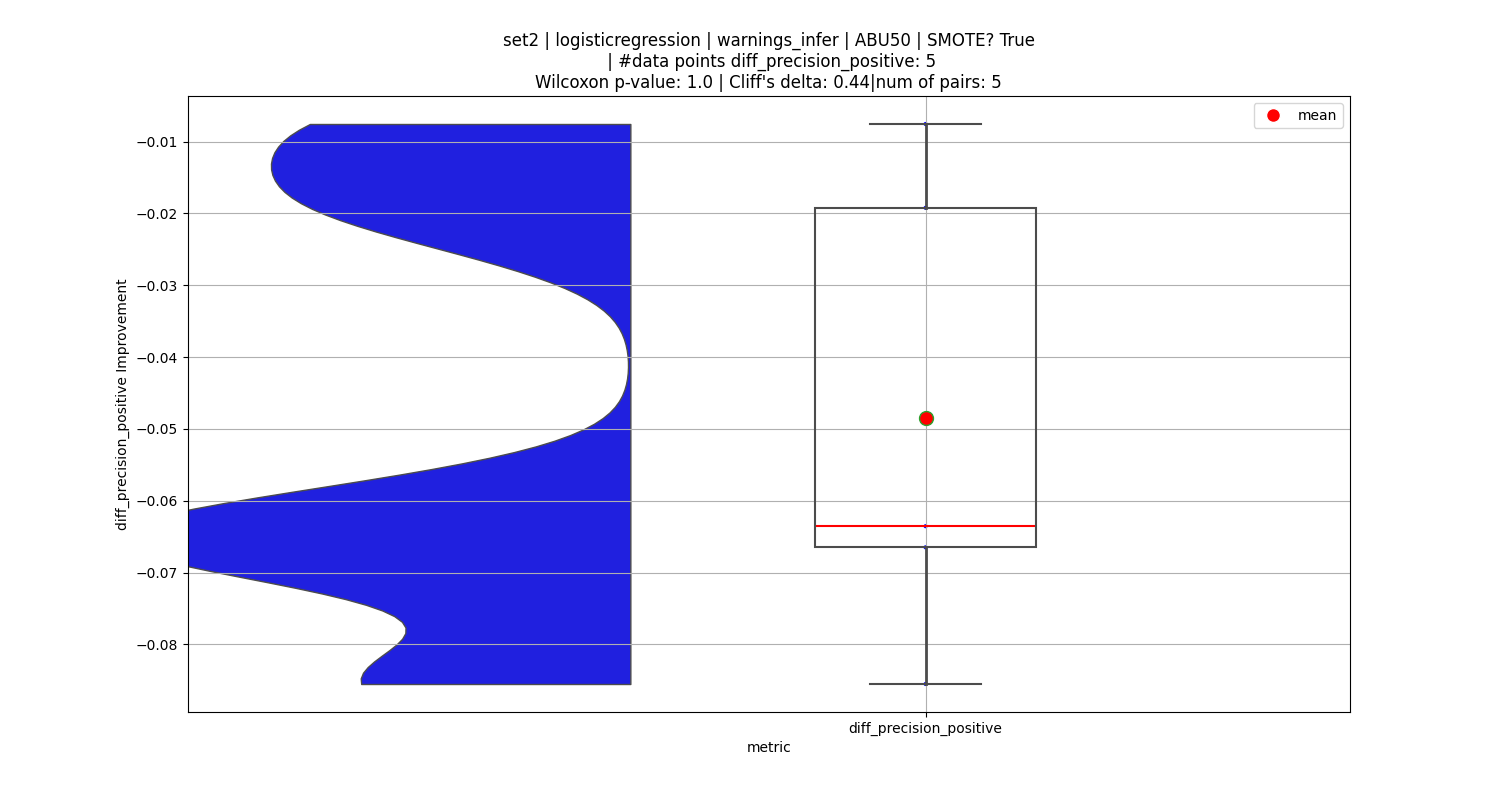 set2 | logisticregression | warnings_infer | ABU50 | SMOTE? True
| #data points diff_precision_positive: 5
Wilcoxon p-value: 1.0 | Cliff's delta: 0.44|num of pairs: 5
mean
−0.01
−0.02
−0.03
−0.04
−0.05
−0.06
−0.07
−0.08
diff_precision_positive Improvement
diff_precision_positive
metric